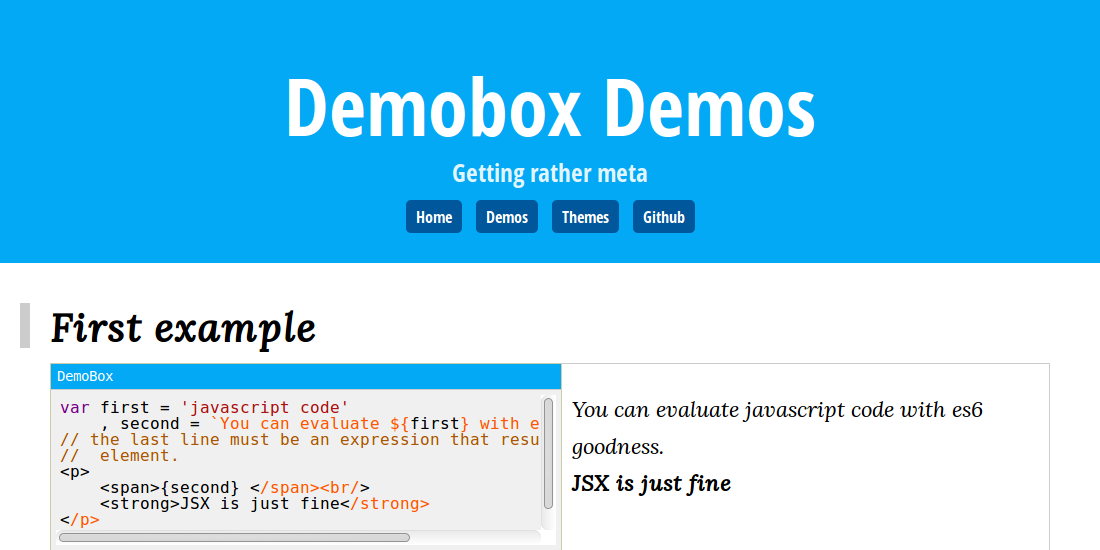 Demobox Demos
Getting rather meta
Home Demos Themes Github
First example
DemoBox
var first = 'javascript code'
    , second = `You can evaluate ${first} with e
// the last line must be an expression that resu
//  element.
<p>
    <span>{second} </span><br/>
    <strong>JSX is just fine</strong>
</p>
You can evaluate javascript code with es6
goodness.
JSX is just fine